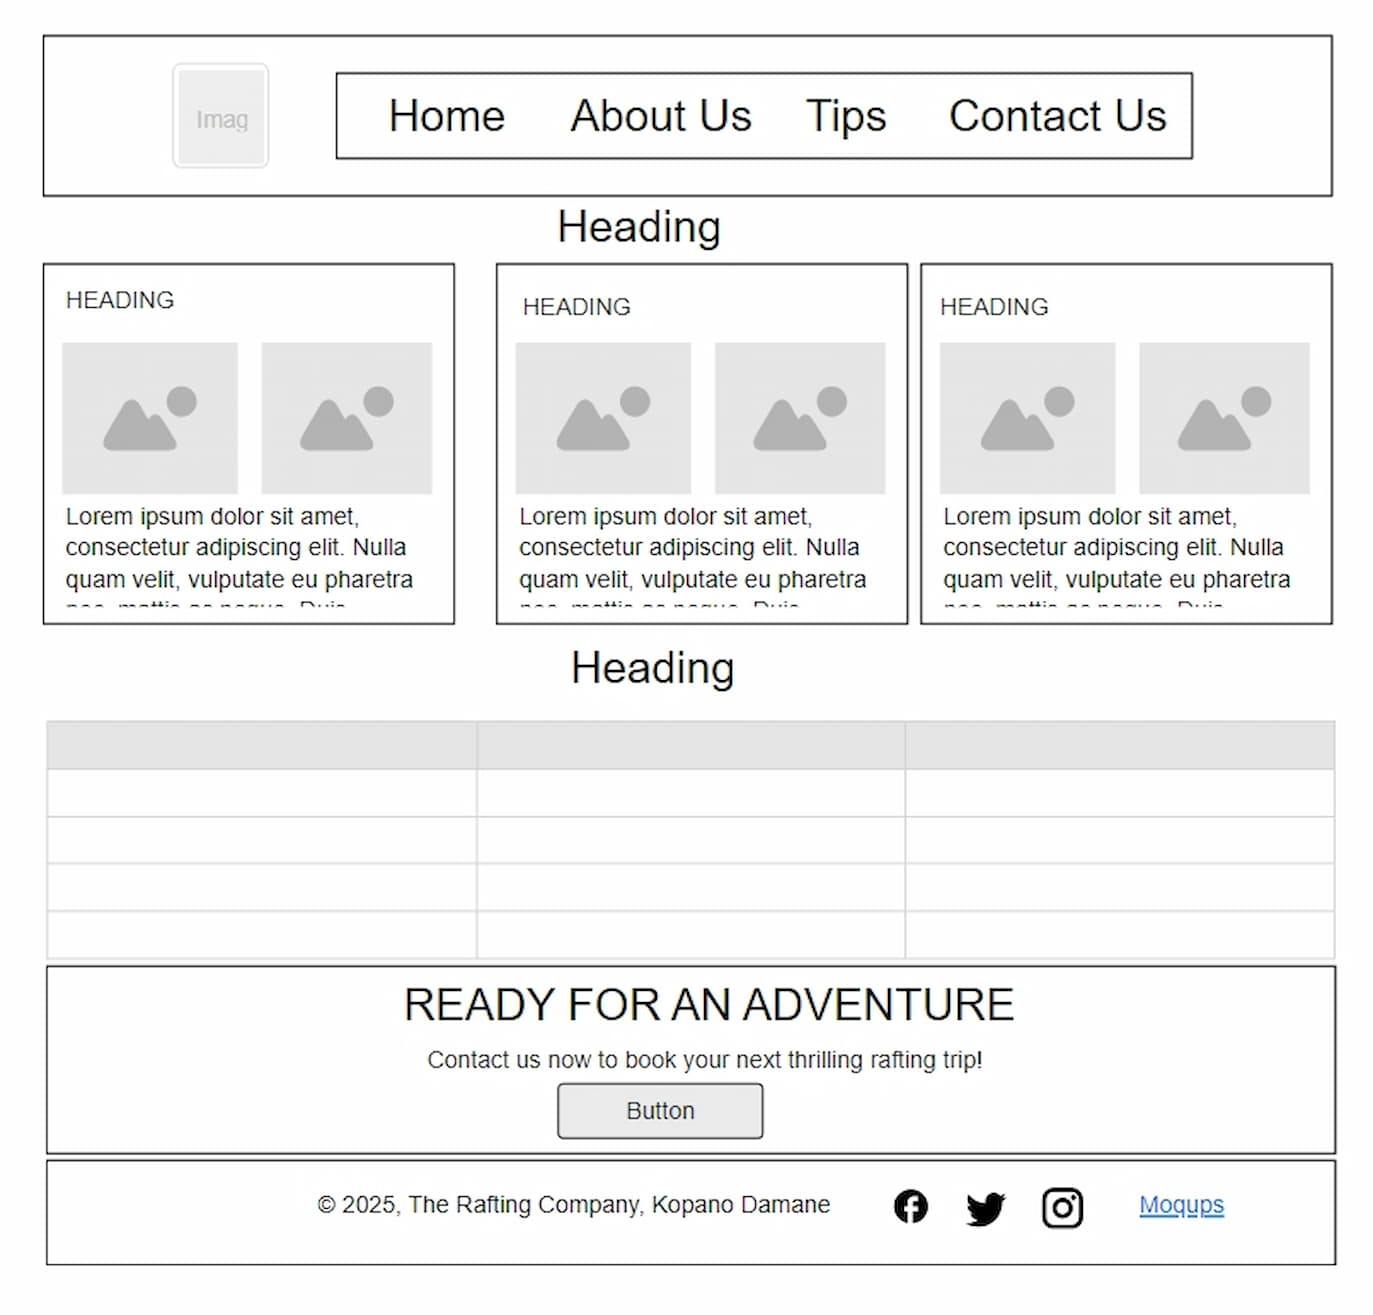 Imag
Home About Us Tips Contact Us
Heading
HEADING
Lorem ipsum dolor sit amet,
consectetur adipiscing elit. Nulla
quam velit, vulputate eu pharetra
HEADING
Lorem ipsum dolor sit amet,
consectetur adipiscing elit. Nulla
quam velit, vulputate eu pharetra
HEADING
Lorem ipsum dolor sit amet,
consectetur adipiscing elit. Nulla
quam velit, vulputate eu pharetra
Heading
READY FOR AN ADVENTURE
Contact us now to book your next thrilling rafting trip!
Button
© 2025, The Rafting Company, Kopano Damane Moqups